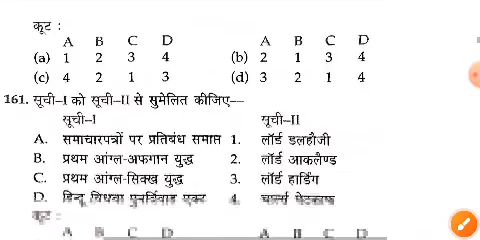 कूट :
A B C D A B C D
(a) 1 2 3 4 (b) 2 1 3 4
(c) 4 2 1 3 (d) 3 2 1 4
161. सूची–I को सूची–II से सुमेलित कीजिए—
सूची–I सूची–II
A. समाचारपत्रों पर प्रतिबंध समाप्त 1. लॉर्ड डलहौजी
B. प्रथम आंग्ल-अफगान युद्ध 2. लॉर्ड आकलैण्ड
C. प्रथम आंग्ल-सिक्ख युद्ध 3. लॉर्ड हार्डिंग
D. हिन्दू विधवा पुनर्विवाह एक्ट 4. चार्ल्स मेटकाफ
कूट :
A B C D A B C D